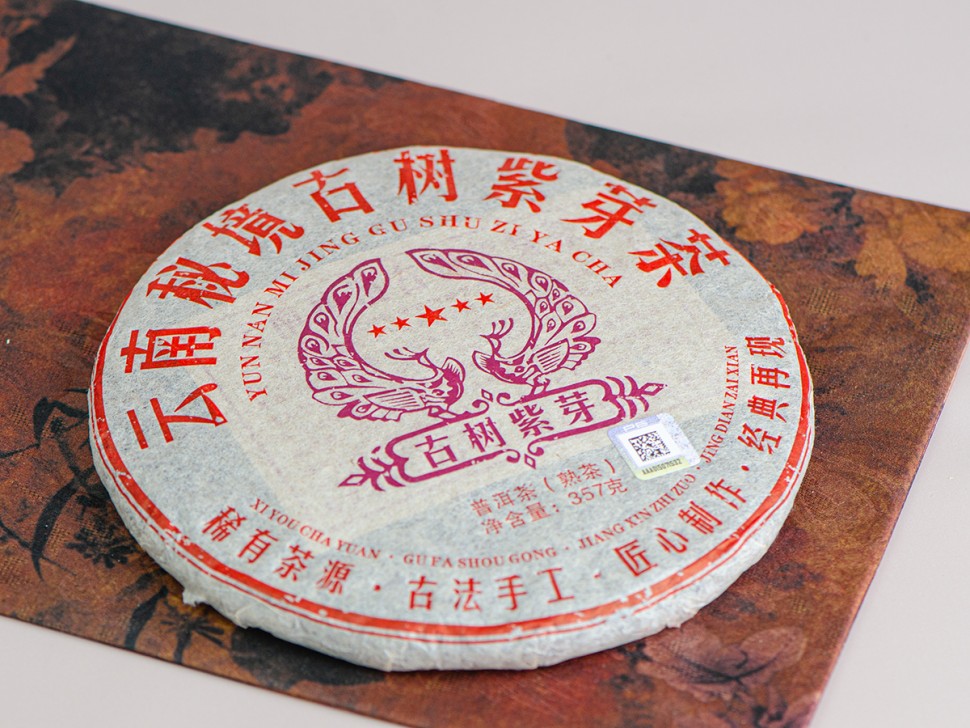 云南秘境古树紫芽茶
YUN NAN MI JING GU SHU ZI YA CHA
古树紫芽
普洱茶（熟茶）
净含量：357克
XI YOU CHA YUAN · GU FA SHOU GONG · JIANG XIN ZHI ZUO · JING DIAN ZAI XIAN
稀有茶源 · 古法手工 · 匠心制作 · 经典再现